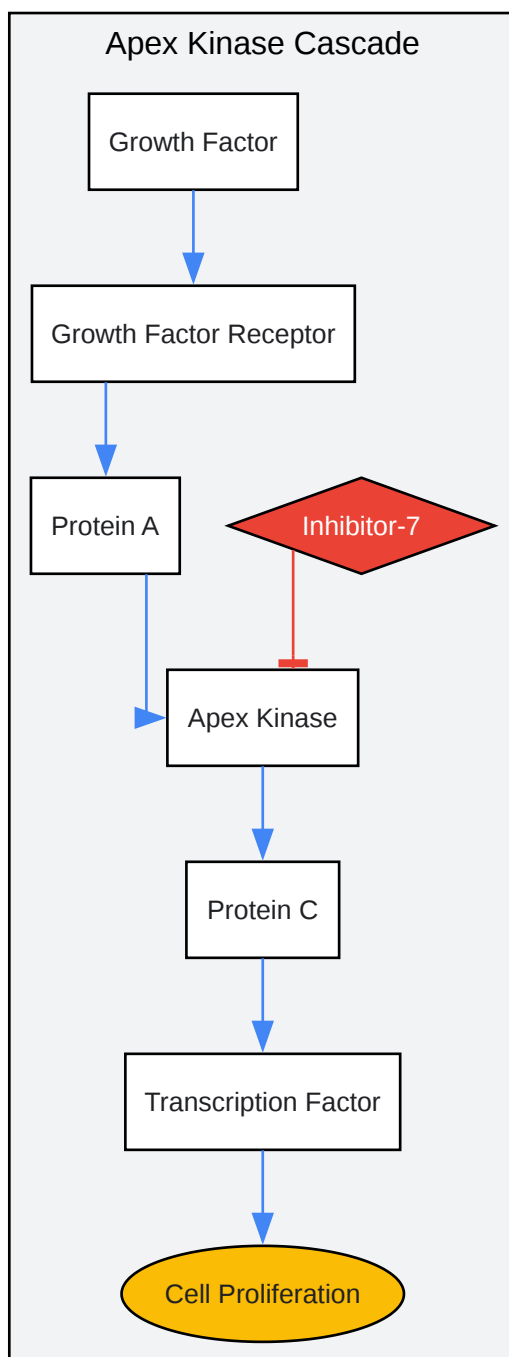 Apex Kinase Cascade
Growth Factor
Growth Factor Receptor
Protein A
Inhibitor-7
Apex Kinase
Protein C
Transcription Factor
Cell Proliferation